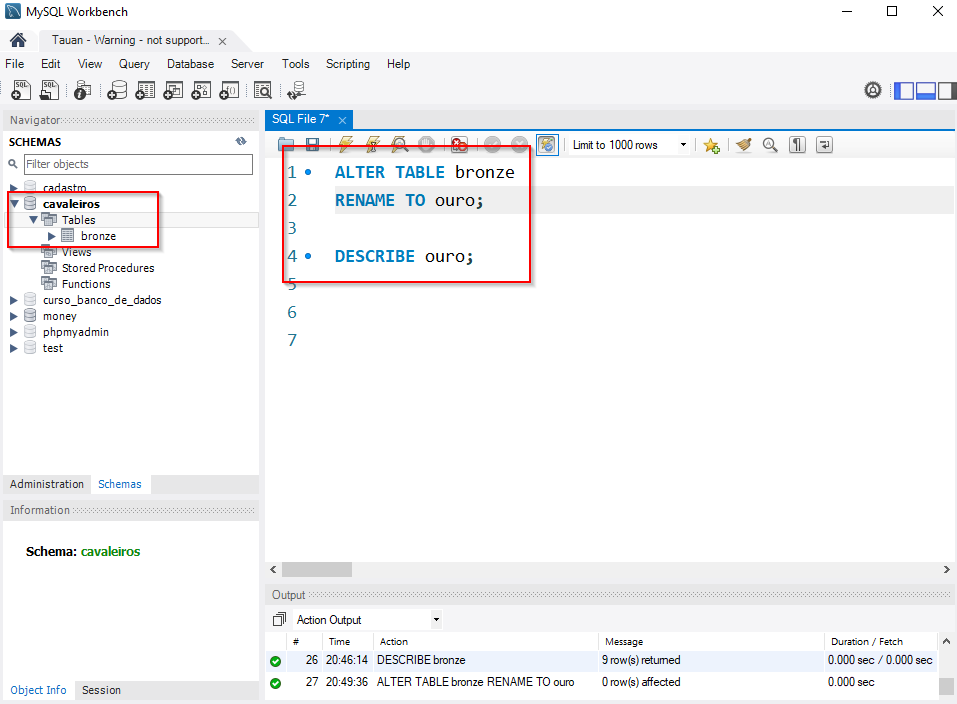 MySQL Workbench
Tauan - Warning - not support...
File Edit View Query Database Server Tools Scripting Help
Navigator
SCHEMAS
Filter objects
cadastro
cavaleiros
Tables
bronze
Views
Stored Procedures
Functions
curso_banco_de_dados
money
phpmyadmin
test
Administration Schemas
Information
Schema: cavaleiros
Object Info Session
SQL File 7*
Limit to 1000 rows
1 ALTER TABLE bronze
2 RENAME TO ouro;
3
4 DESCRIBE ouro;
5
6
7
Output
Action Output
# Time Action Message Duration / Fetch
26 20:46:14 DESCRIBE bronze 9 row(s) returned 0.000 sec / 0.000 sec
27 20:49:36 ALTER TABLE bronze RENAME TO ouro 0 row(s) affected 0.000 sec